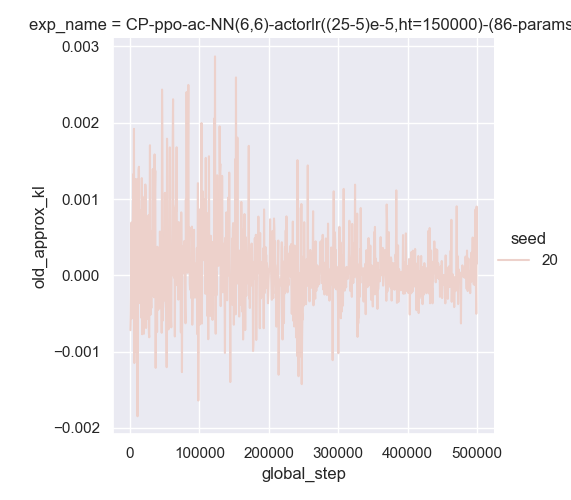 exp_name = CP-ppo-ac-NN(6,6)-actorlr((25-5)e-5,ht=150000)-(86-params
0.003
0.002
0.001
0.000
−0.001
−0.002
old_approx_kl
0 100000 200000 300000 400000 500000
global_step
seed
20